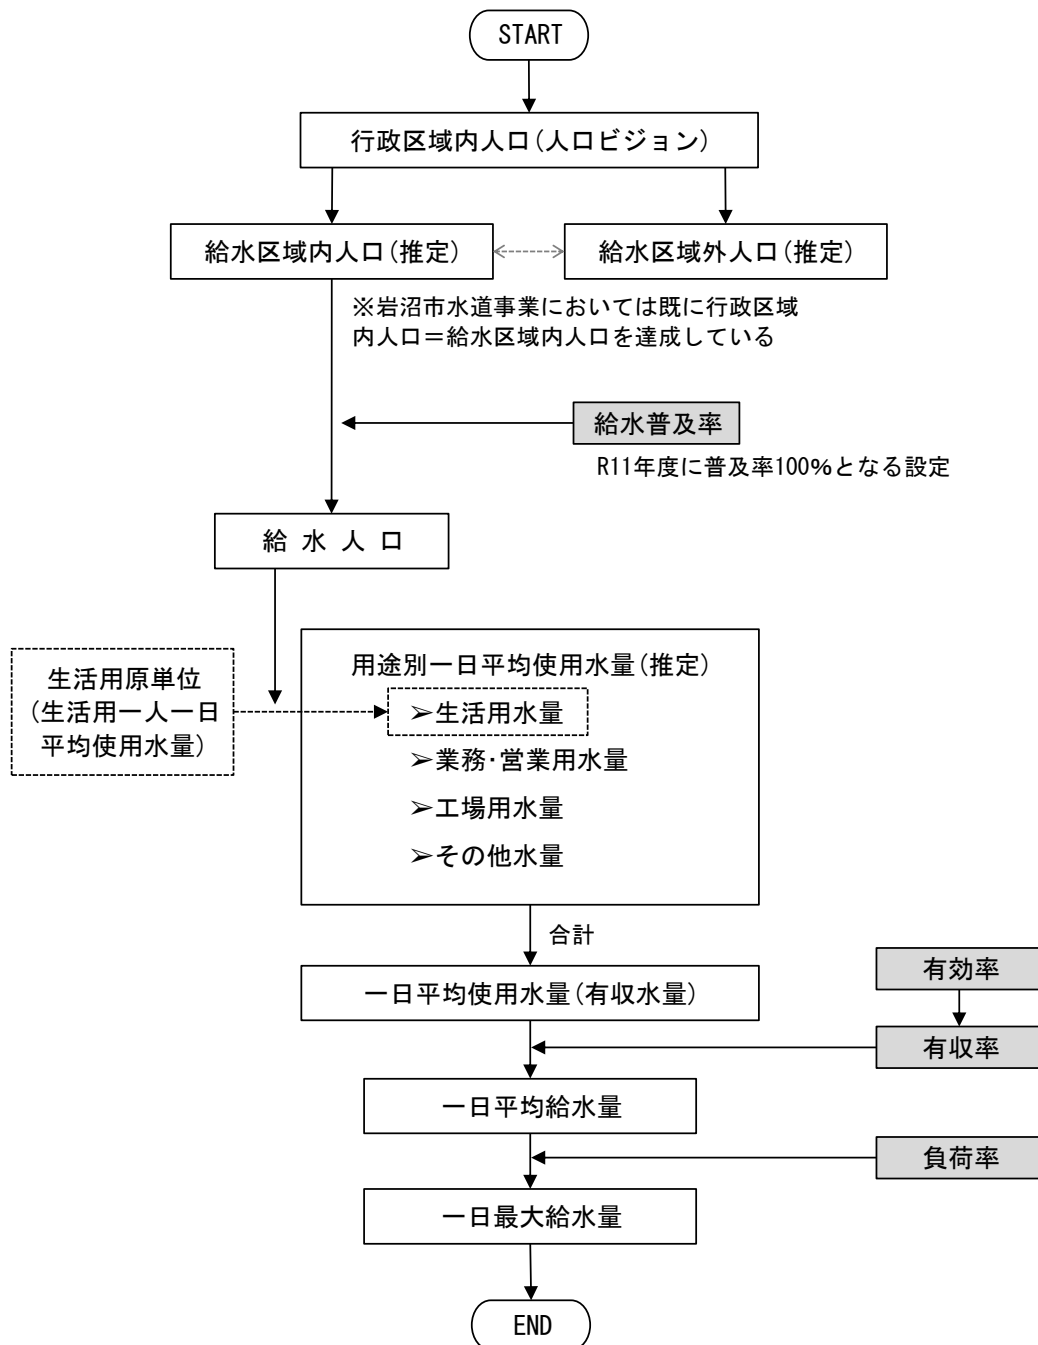 START
行政区域内人口(人口ビジョン)
給水区域内人口(推定)
給水区域外人口(推定)
※岩沼市水道事業においては既に行政区域
内人口＝給水区域内人口を達成している
給水普及率
R11年度に普及率100%となる設定
給 水 人 口
生活用原単位
(生活用一人一日
平均使用水量)
用途別一日平均使用水量(推定)
➢生活用水量
➢業務・営業用水量
➢工場用水量
➢その他水量
合計
一日平均使用水量(有収水量)
有効率
有収率
一日平均給水量
負荷率
一日最大給水量
END